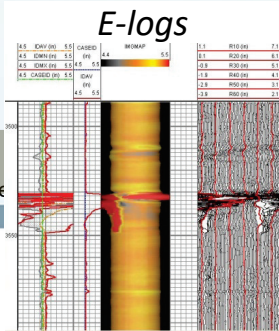 E-logs
4.5 IDAV (in) 5.5
4.5 IDMN (in) 5.5
4.5 IDMX (in) 5.5
4.5 CASEID (in) 5.5
CASEID (in)
4.5 5.5
IDAV (in)
4.5 5.5
IMGMAP
4.4 5.5
1.1 R10 (in) 7.1
0.1 R20 (in) 6.1
-0.9 R30 (in) 5.1
-1.9 R40 (in) 4.1
-2.9 R50 (in) 3.1
-3.9 R60 (in) 2.1
3500
3550
e